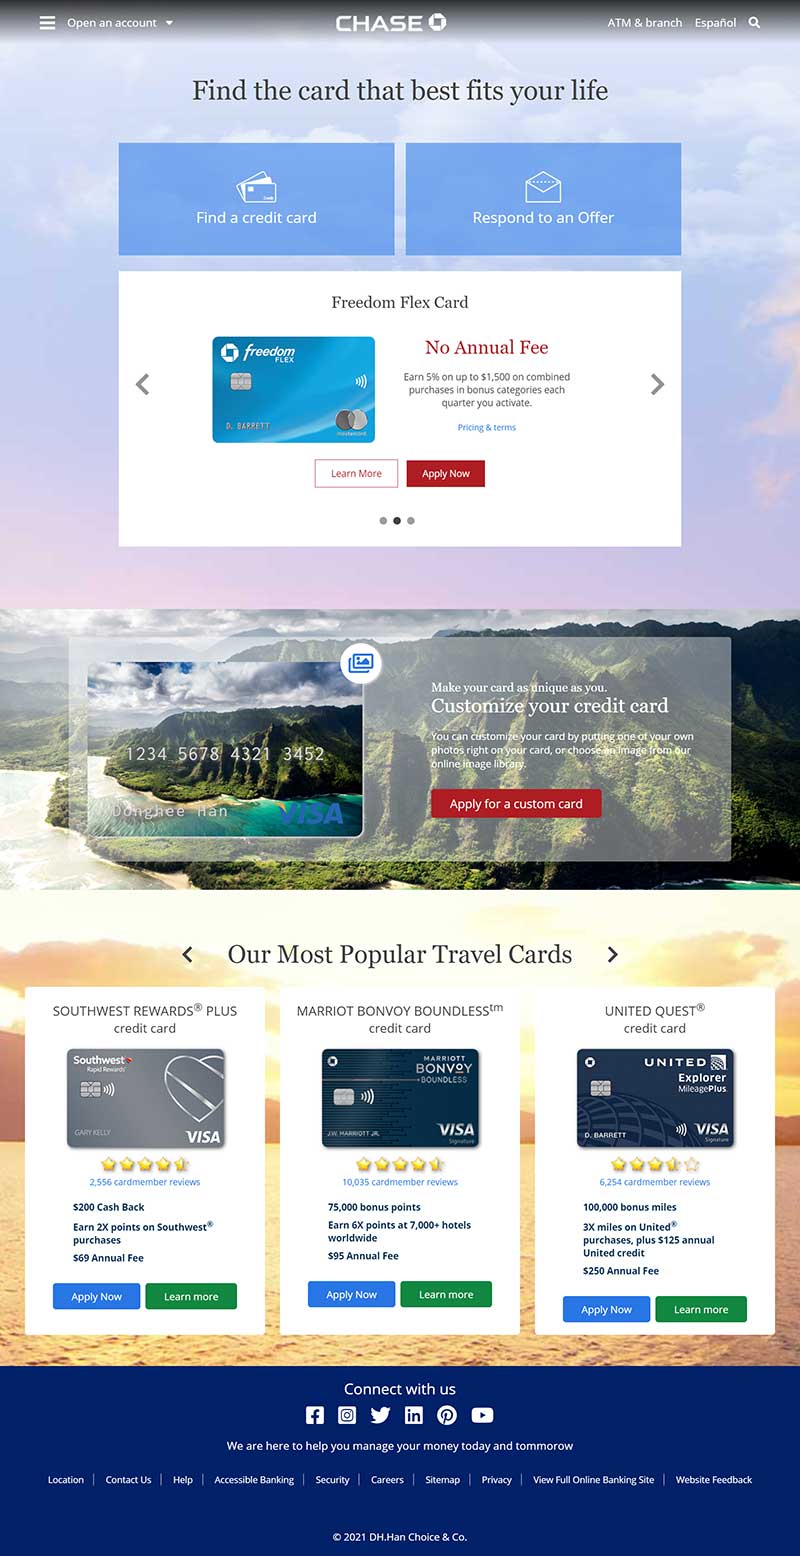 Open an account
CHASE
ATM & branch
Español
Find the card that best fits your life
Find a credit card
Respond to an Offer
Freedom Flex Card
freedom
FLEX
D. BARRETT
mastercard
No Annual Fee
Earn 5% on up to $1,500 on combined
purchases in bonus categories each
quarter you activate.
Pricing & terms
Learn More
Apply Now
1234 5678 4321 3452
Donghee Han
VISA
Make your card as unique as you.
Customize your credit card
You can customize your card by putting one of your own
photos right on your card, or choose an image from our
online image library.
Apply for a custom card
Our Most Popular Travel Cards
SOUTHWEST REWARDS® PLUS
credit card
Southwest
Rapid Rewards®
GARY KELLY
VISA
2,556 cardmember reviews
$200 Cash Back
Earn 2X points on Southwest®
purchases
$69 Annual Fee
Apply Now
Learn more
MARRIOT BONVOY BOUNDLESS™
credit card
MARRIOTT
BONVOY
BOUNDLESS
J.W. MARRIOTT JR.
VISA
Signature
10,035 cardmember reviews
75,000 bonus points
Earn 6X points at 7,000+ hotels
worldwide
$95 Annual Fee
Apply Now
Learn more
UNITED QUEST®
credit card
UNITED
Explorer
MileagePlus
D. BARRETT
VISA
Signature
6,254 cardmember reviews
100,000 bonus miles
3X miles on United®
purchases, plus $125 annual
United credit
$250 Annual Fee
Apply Now
Learn more
Connect with us
We are here to help you manage your money today and tommorow
Location
Contact Us
Help
Accessible Banking
Security
Careers
Sitemap
Privacy
View Full Online Banking Site
Website Feedback
© 2021 DH.Han Choice & Co.